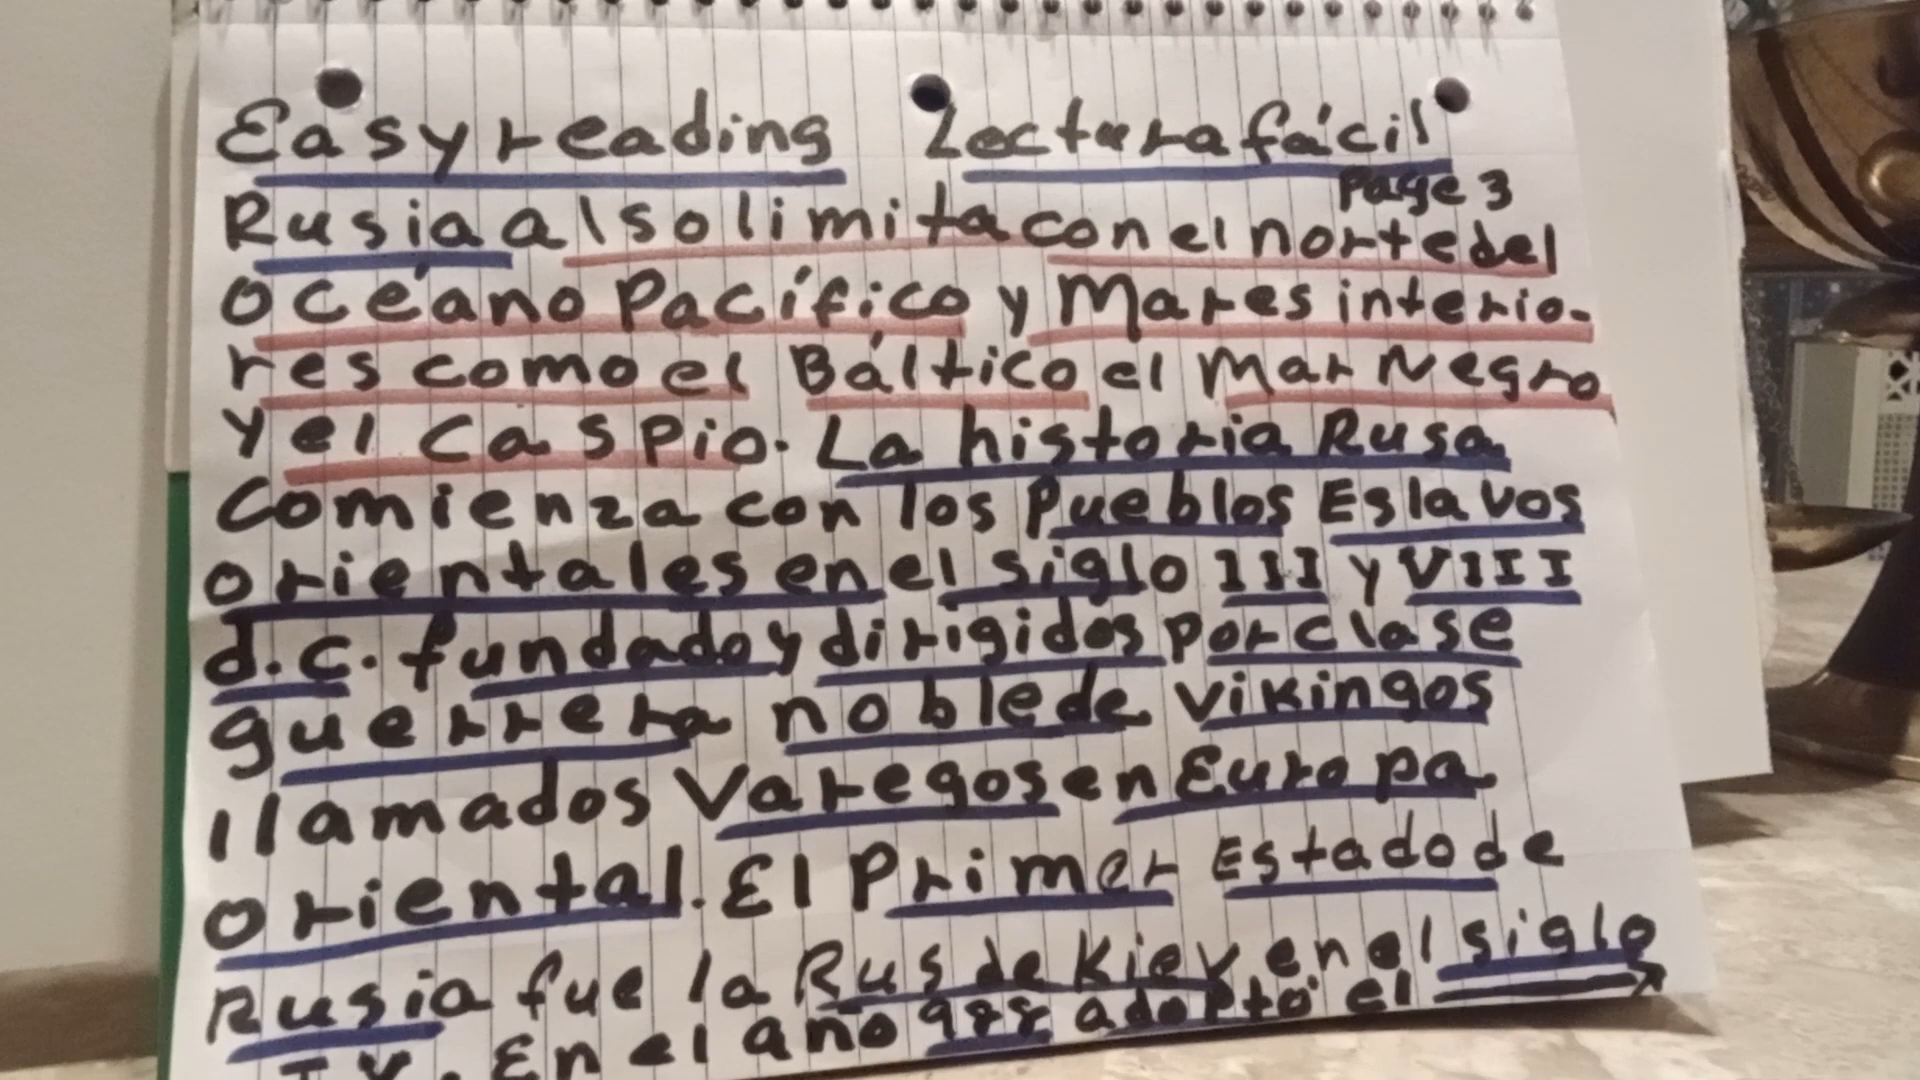 Easy reading Lectura fácil
Page 3
Rusia also limita con el norte del
océano Pacífico y Mares interio-
res como el Báltico el Mar Negro
y el Caspio. La historia Rusa
Comienza con los Pueblos Eslavos
orientales en el siglo III y VIII
d.c. fundado y dirigidos por clase
guerrera noble de vikingos
llamados Varegos en Europa
oriental. El Primer Estado de
Rusia fue la Rus de Kiev en el siglo
IX. En el año 988 adoptó el